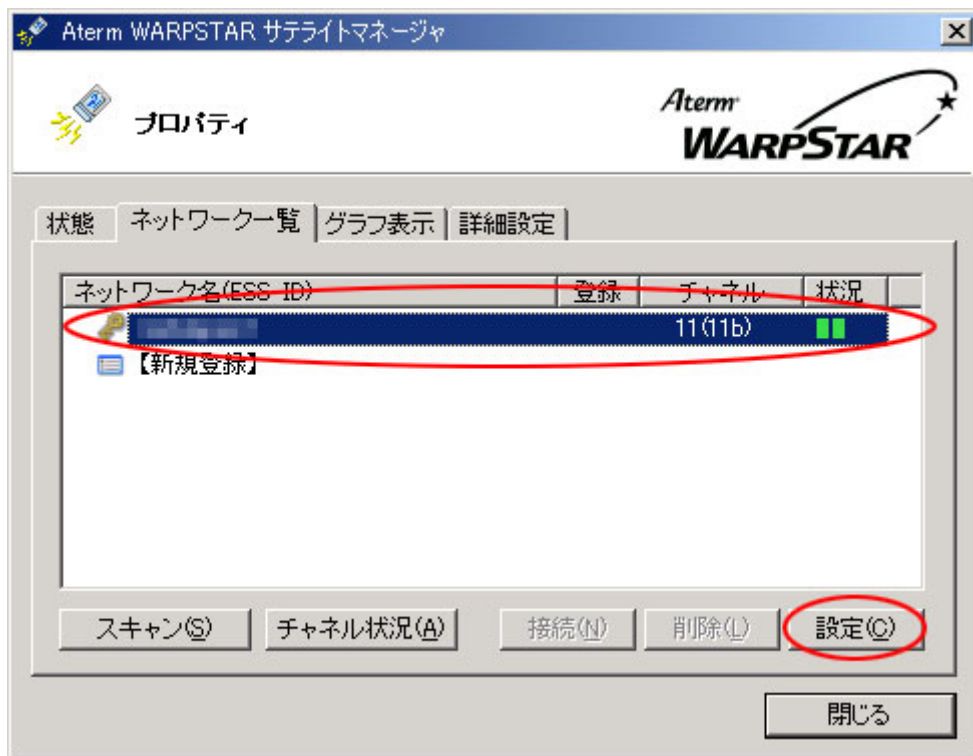 Aterm WARPSTAR サテライトマネージャ
プロパティ
Aterm
WARPSTAR
状態 ネットワーク一覧 グラフ表示 詳細設定
ネットワーク名(ESS-ID) 登録 チャネル 状況
11(11b)
【新規登録】
スキャン(S) チャネル状況(A) 接続(N) 削除(L) 設定(C)
閉じる